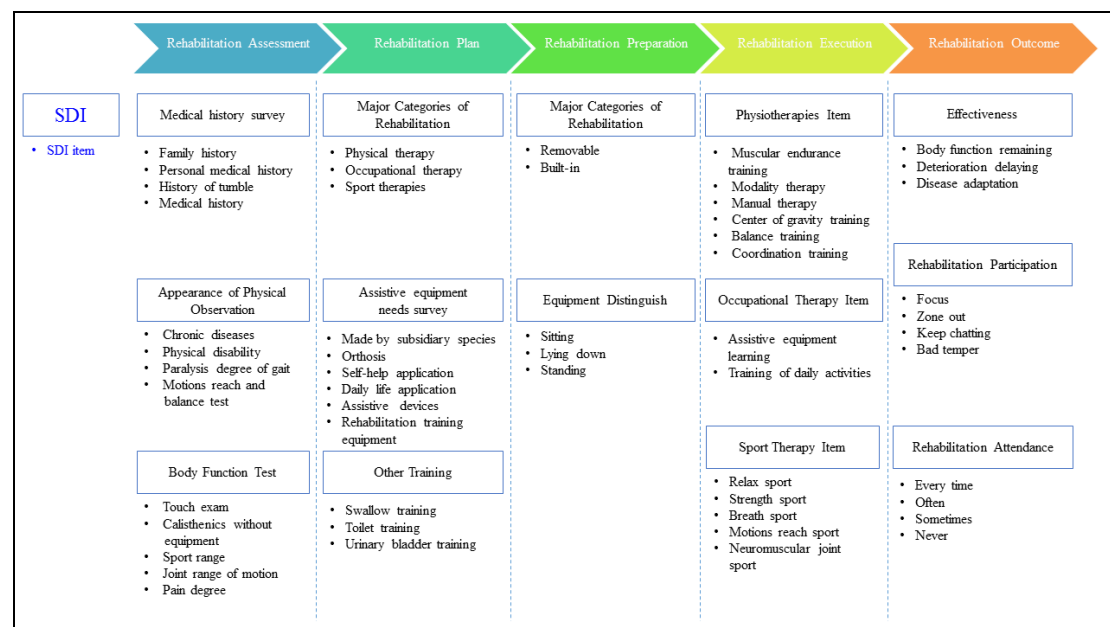 Rehabilitation Assessment
Rehabilitation Plan
Rehabilitation Preparation
Rehabilitation Execution
Rehabilitation Outcome
SDI
• SDI item
Medical history survey
• Family history
• Personal medical history
• History of tumble
• Medical history
Appearance of Physical
Observation
• Chronic diseases
• Physical disability
• Paralysis degree of gait
• Motions reach and
balance test
Body Function Test
• Touch exam
• Calisthenics without
equipment
• Sport range
• Joint range of motion
• Pain degree
Major Categories of
Rehabilitation
• Physical therapy
• Occupational therapy
• Sport therapies
Assistive equipment
needs survey
• Made by subsidiary species
• Orthosis
• Self-help application
• Daily life application
• Assistive devices
• Rehabilitation training
equipment
Other Training
• Swallow training
• Toilet training
• Urinary bladder training
Major Categories of
Rehabilitation
• Removable
• Built-in
Equipment Distinguish
• Sitting
• Lying down
• Standing
Physiotherapies Item
• Muscular endurance
training
• Modality therapy
• Manual therapy
• Center of gravity training
• Balance training
• Coordination training
Occupational Therapy Item
• Assistive equipment
learning
• Training of daily activities
Sport Therapy Item
• Relax sport
• Strength sport
• Breath sport
• Motions reach sport
• Neuromuscular joint
sport
Effectiveness
• Body function remaining
• Deterioration delaying
• Disease adaptation
Rehabilitation Participation
• Focus
• Zone out
• Keep chatting
• Bad temper
Rehabilitation Attendance
• Every time
• Often
• Sometimes
• Never